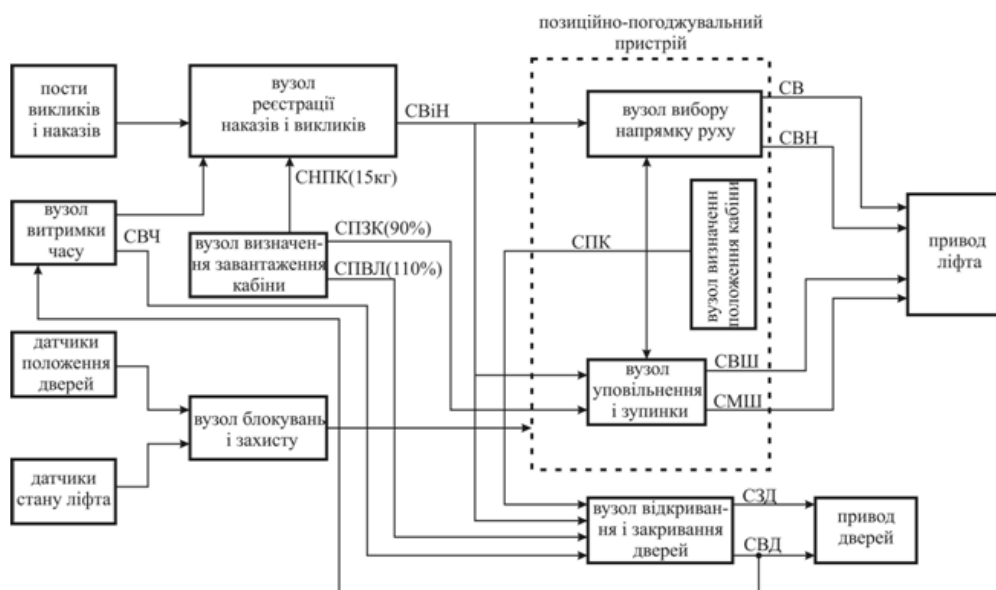 позиційно-погоджувальний
пристрій
пости
викликів
і наказів
вузол
реєстрації
наказів і викликів
СВіН
вузол вибору
напрямку руху
СВ
СВН
СНПК(15кг)
вузол
витримки
часу
СВЧ
вузол визначен-
ня завантаження
кабіни
СПЗК(90%)
СПВЛ(110%)
СПК
вузол визначенн
положення кабіни
привод
ліфта
датчики
положення
дверей
вузол блокувань
і захисту
вузол
уповільнення
і зупинки
СВШ
СМШ
датчики
стану ліфта
вузол відкриван-
ня і закривання
дверей
СЗД
СВД
привод
дверей